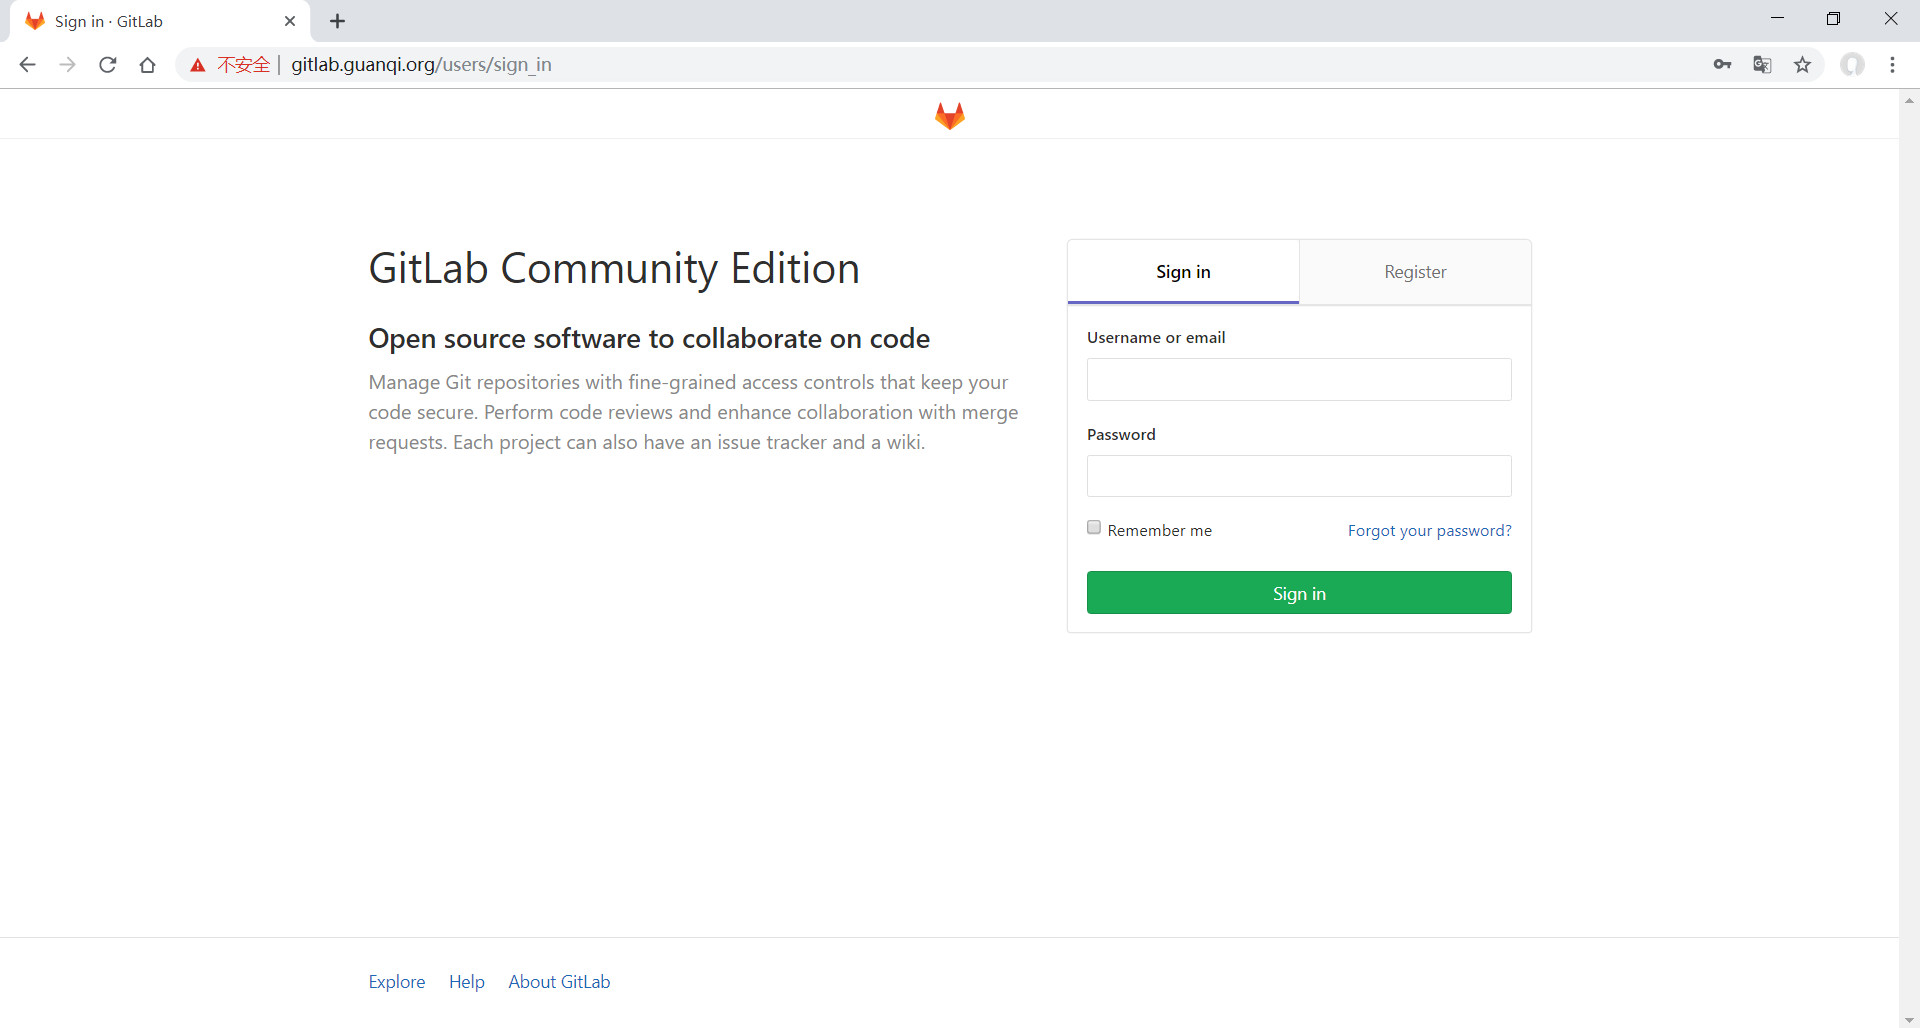 Sign in · GitLab
不安全 | gitlab.guanqi.org/users/sign_in
GitLab Community Edition
Open source software to collaborate on code
Manage Git repositories with fine-grained access controls that keep your
code secure. Perform code reviews and enhance collaboration with merge
requests. Each project can also have an issue tracker and a wiki.
Sign in
Register
Username or email
Password
Remember me
Forgot your password?
Sign in
Explore
Help
About GitLab